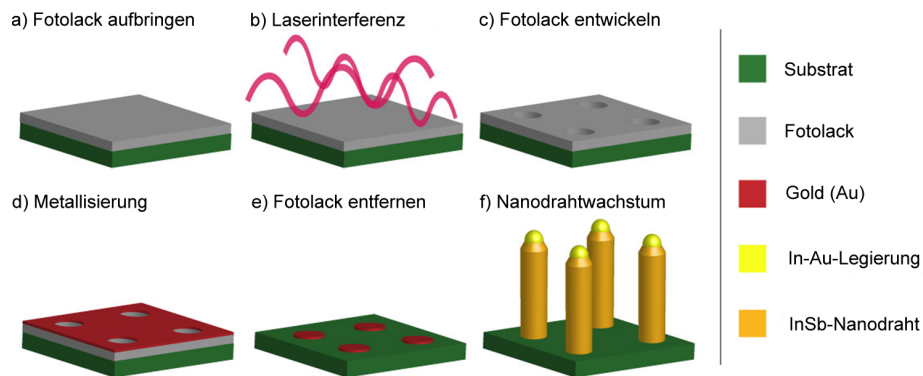 a) Fotolack aufbringen
b) Laserinterferenz
c) Fotolack entwickeln
d) Metallisierung
e) Fotolack entfernen
f) Nanodrahtwachstum
Substrat
Fotolack
Gold (Au)
In-Au-Legierung
InSb-Nanodraht